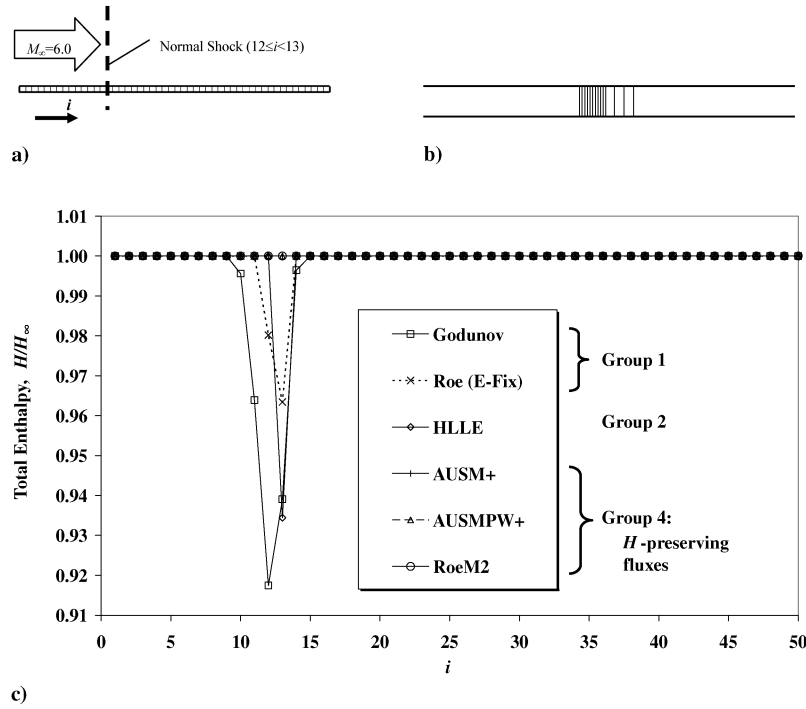 M∞=6.0
Normal Shock (12≤i<13)
i
a)
b)
1.01
1.00
0.99
0.98
0.97
0.96
0.95
0.94
0.93
0.92
0.91
Total Enthalpy, H/H∞
Godunov
Roe (E-Fix)
HLLE
AUSM+
AUSMPW+
RoeM2
Group 1
Group 2
Group 4:
H -preserving
fluxes
0 5 10 15 20 25 30 35 40 45 50
i
c)